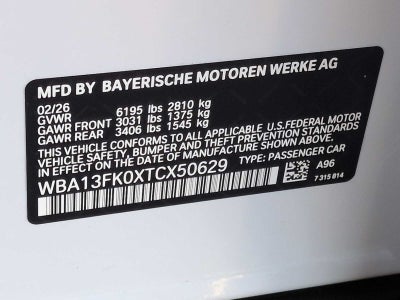 MFD BY BAYERISCHE MOTOREN WERKE AG
02/26
GVWR 6195 lbs 2810 kg
GAWR FRONT 3031 lbs 1375 kg
GAWR REAR 3406 lbs 1545 kg
THIS VEHICLE CONFORMS TO ALL APPLICABLE U.S.FEDERAL MOTOR
VEHICLE SAFETY, BUMPER, AND THEFT PREVENTION STANDARDS
IN EFFECT ON THE DATE OF MANUFACTURE SHOWN ABOVE.
WBA13FK0XTCX50629 TYPE: PASSENGER CAR
A96
7 315 814